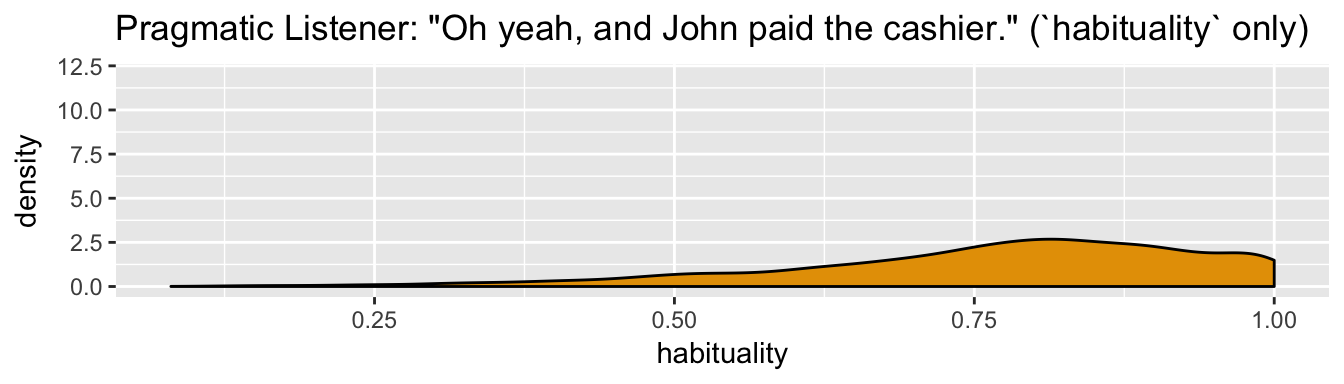 Pragmatic Listener: "Oh yeah, and John paid the cashier." (`habituality` only)
12.5
10.0
7.5
5.0
2.5
0.0
density
0.25 0.50 0.75 1.00
habituality